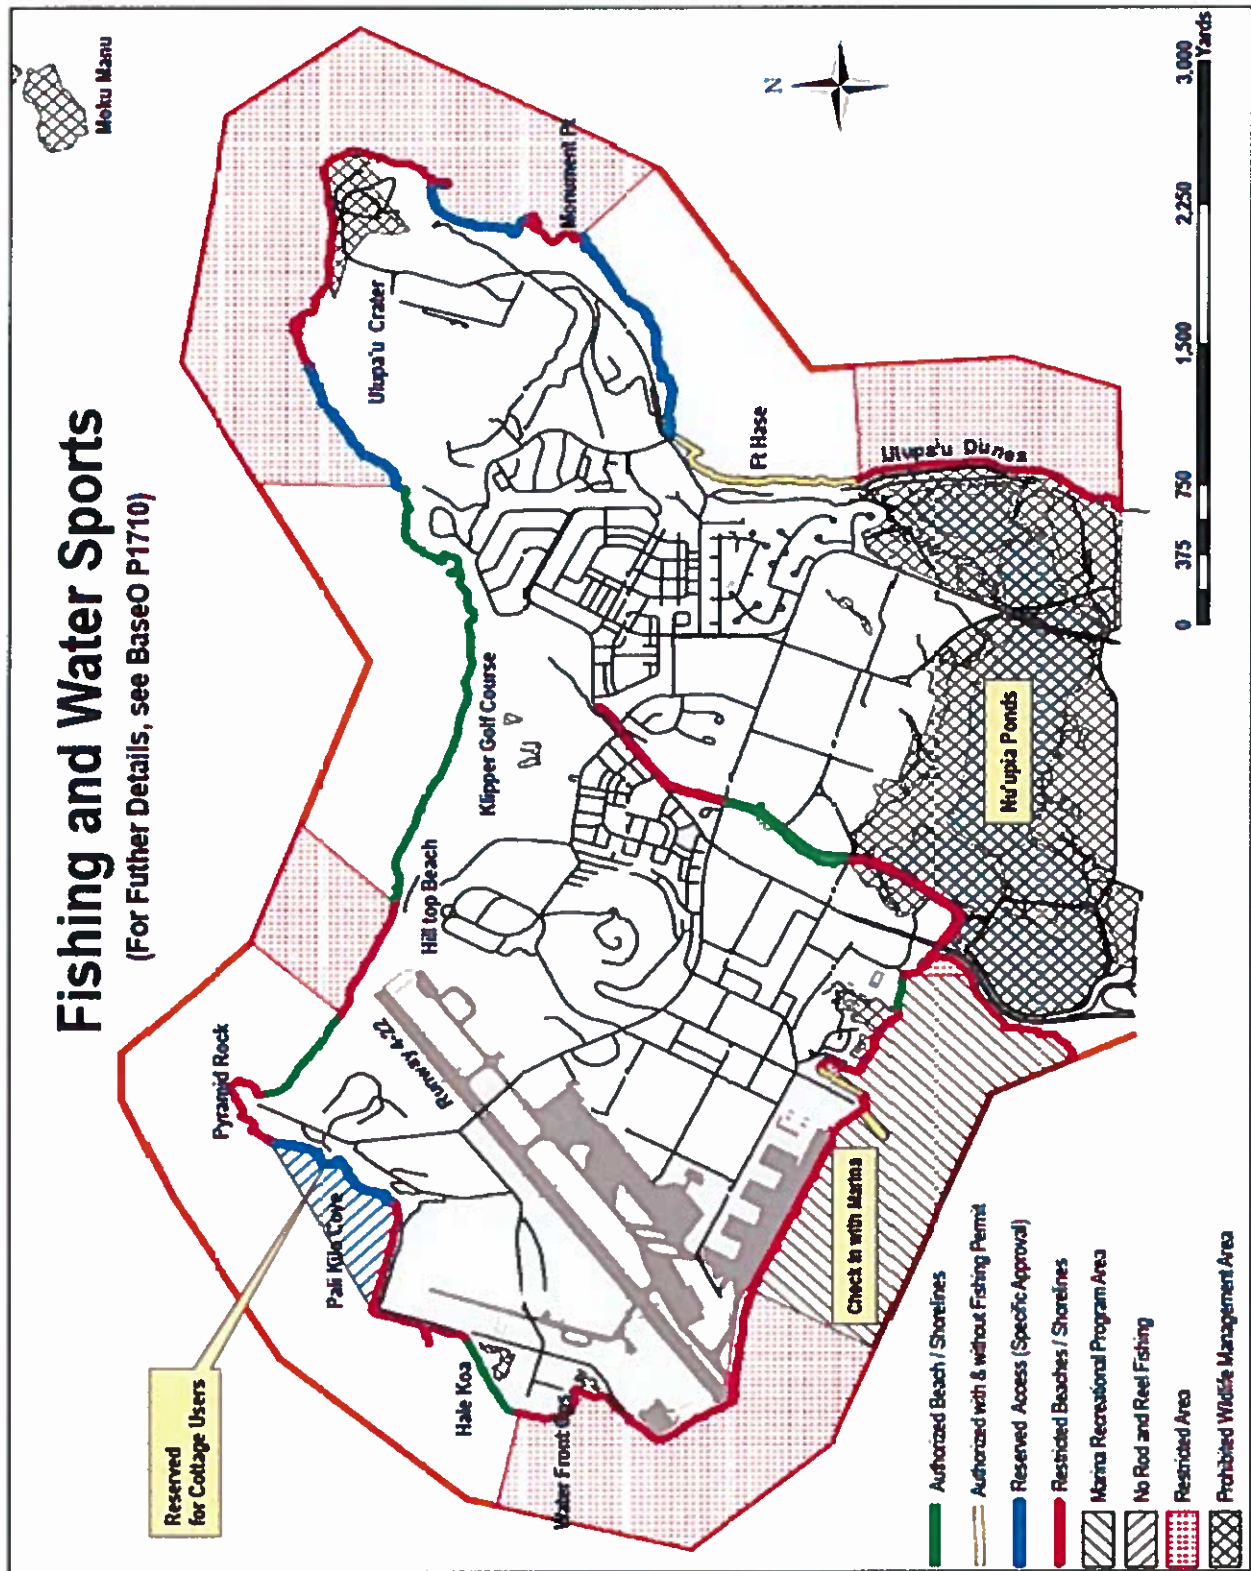 Fishing and Water Sports
(For Futher Details, see BaseO P1710)
Moku Manu
Reserved
for Cottage Users
Pyramid Rock
Pali Kilo Cove
Hale Koa
Water Front Ops
Runway 4-22
Hill top Beach
Klipper Golf Course
Ulupa'u Crater
Monument Pt
Ft Hase
Ulupa'u Dunes
Nu'upia Ponds
Check in with Marina
N
Authorized Beach / Shorelines
Authorized with & without Fishing Permit
Reserved Access (Specific Approval)
Restricted Beaches / Shorelines
Marina Recreational Program Area
No Rod and Reel Fishing
Restricted Area
Prohibited Wildlife Management Area
0 375 750 1,500 2,250 3,000
Yards